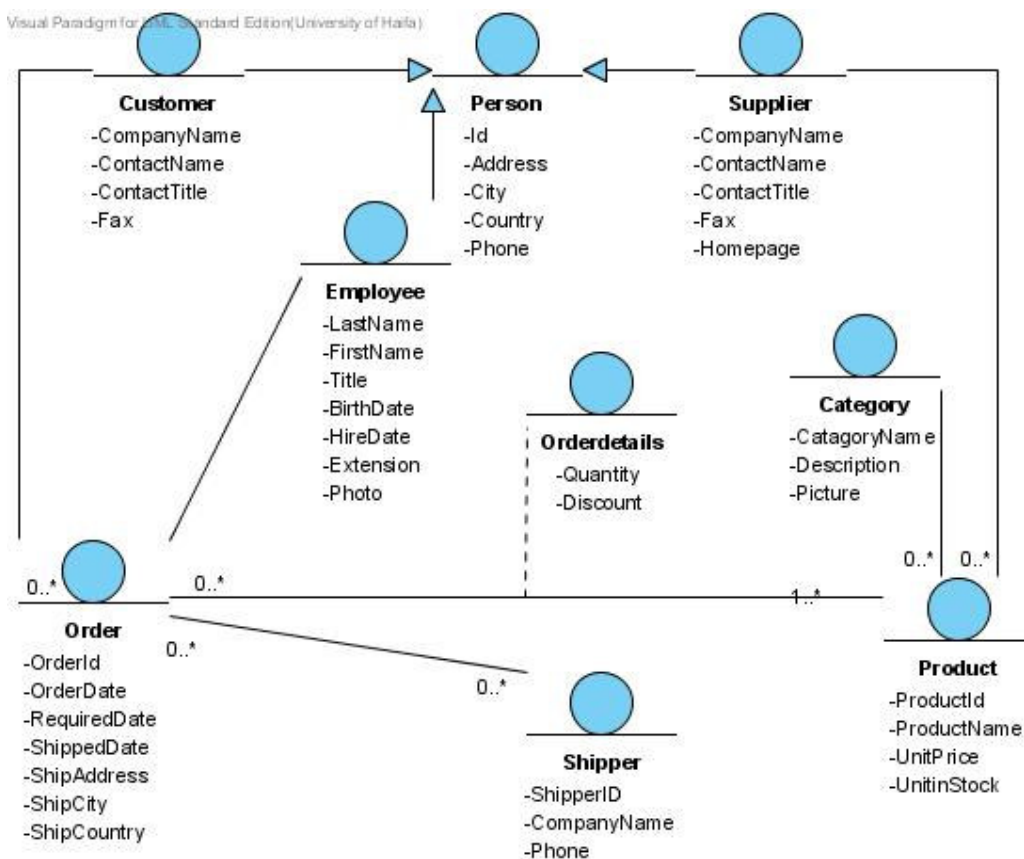 Visual Paradigm for UML Standard Edition(University of Haifa)
Customer
-CompanyName
-ContactName
-ContactTitle
-Fax
Person
-Id
-Address
-City
-Country
-Phone
Supplier
-CompanyName
-ContactName
-ContactTitle
-Fax
-Homepage
Employee
-LastName
-FirstName
-Title
-BirthDate
-HireDate
-Extension
-Photo
Orderdetails
-Quantity
-Discount
Category
-CatagoryName
-Description
-Picture
0..*
0..*
0..*
0..*
1..*
0..*
0..*
Order
-OrderId
-OrderDate
-RequiredDate
-ShippedDate
-ShipAddress
-ShipCity
-ShipCountry
Shipper
-ShipperID
-CompanyName
-Phone
Product
-ProductId
-ProductName
-UnitPrice
-UnitinStock